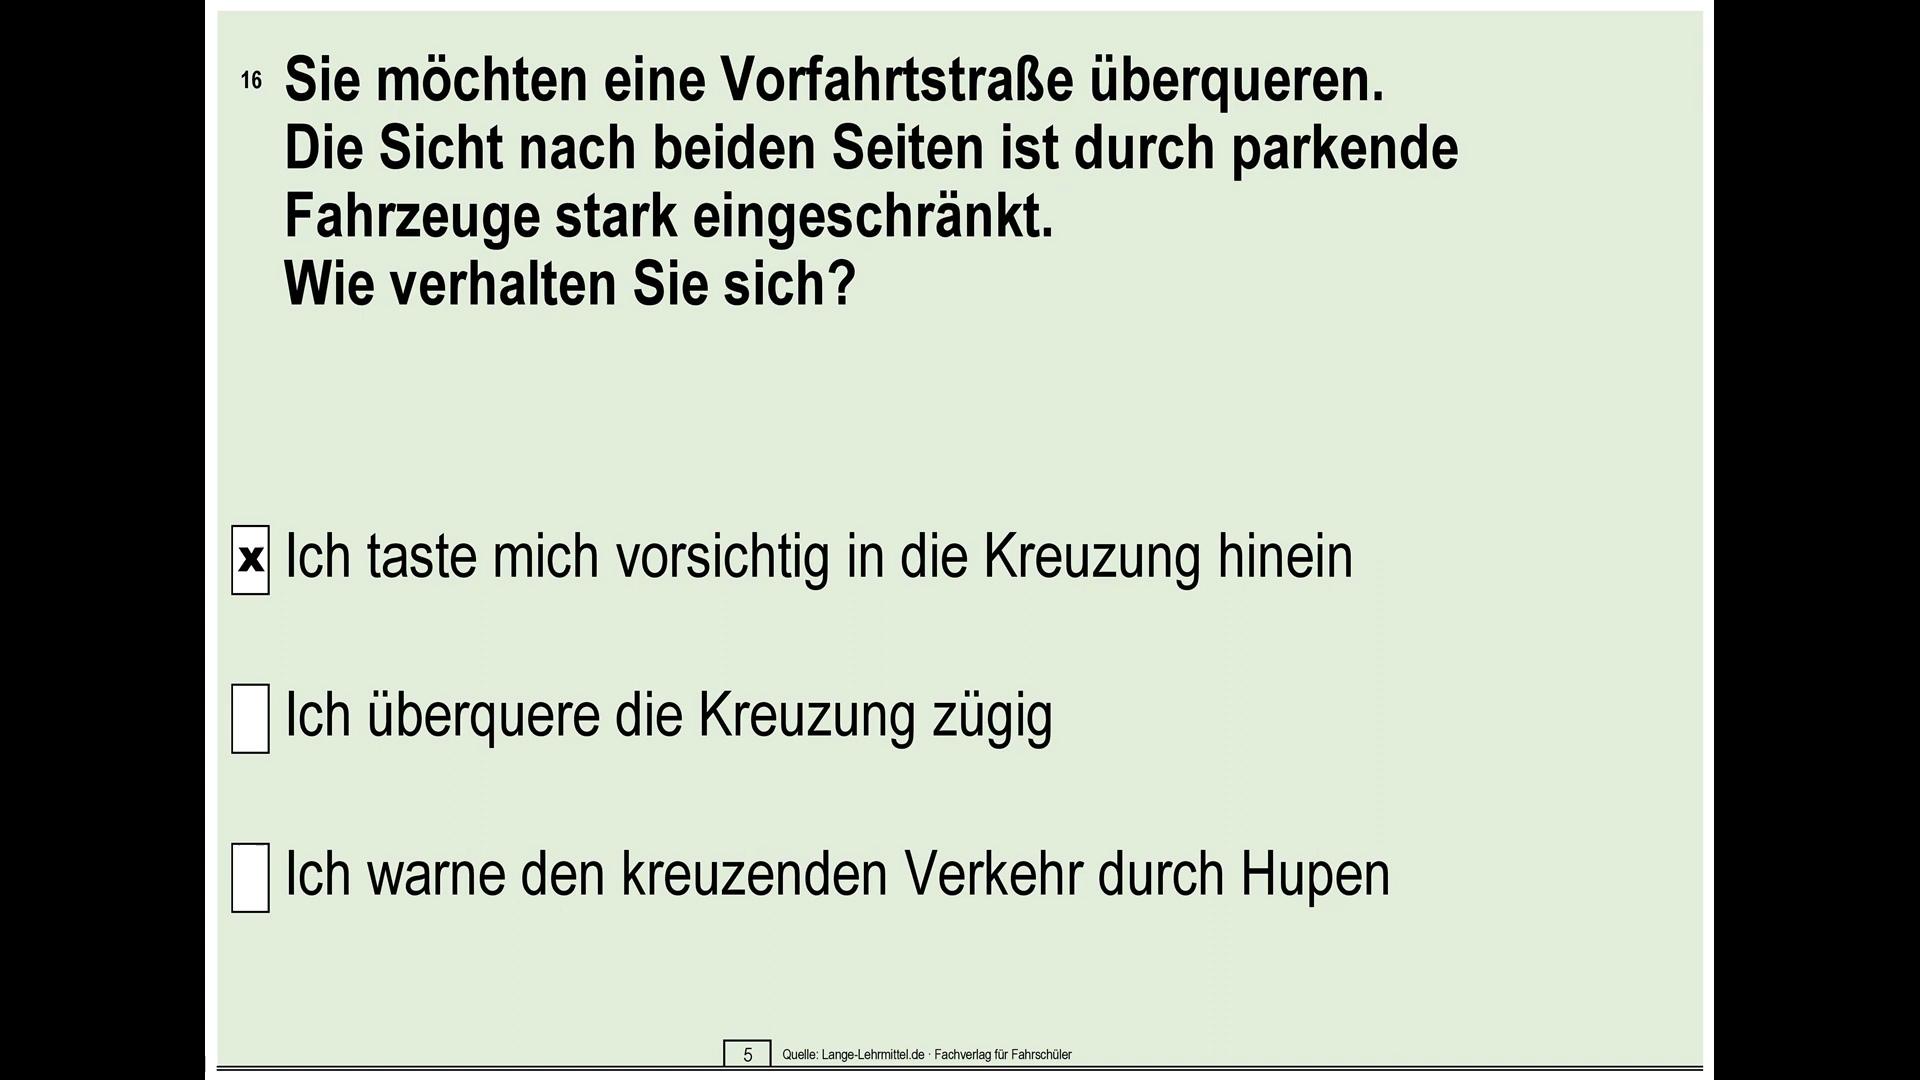 16 Sie möchten eine Vorfahrtstraße überqueren.
Die Sicht nach beiden Seiten ist durch parkende
Fahrzeuge stark eingeschränkt.
Wie verhalten Sie sich?
x Ich taste mich vorsichtig in die Kreuzung hinein
Ich überquere die Kreuzung zügig
Ich warne den kreuzenden Verkehr durch Hupen
5 Quelle: Lange-Lehrmittel.de · Fachverlag für Fahrschüler